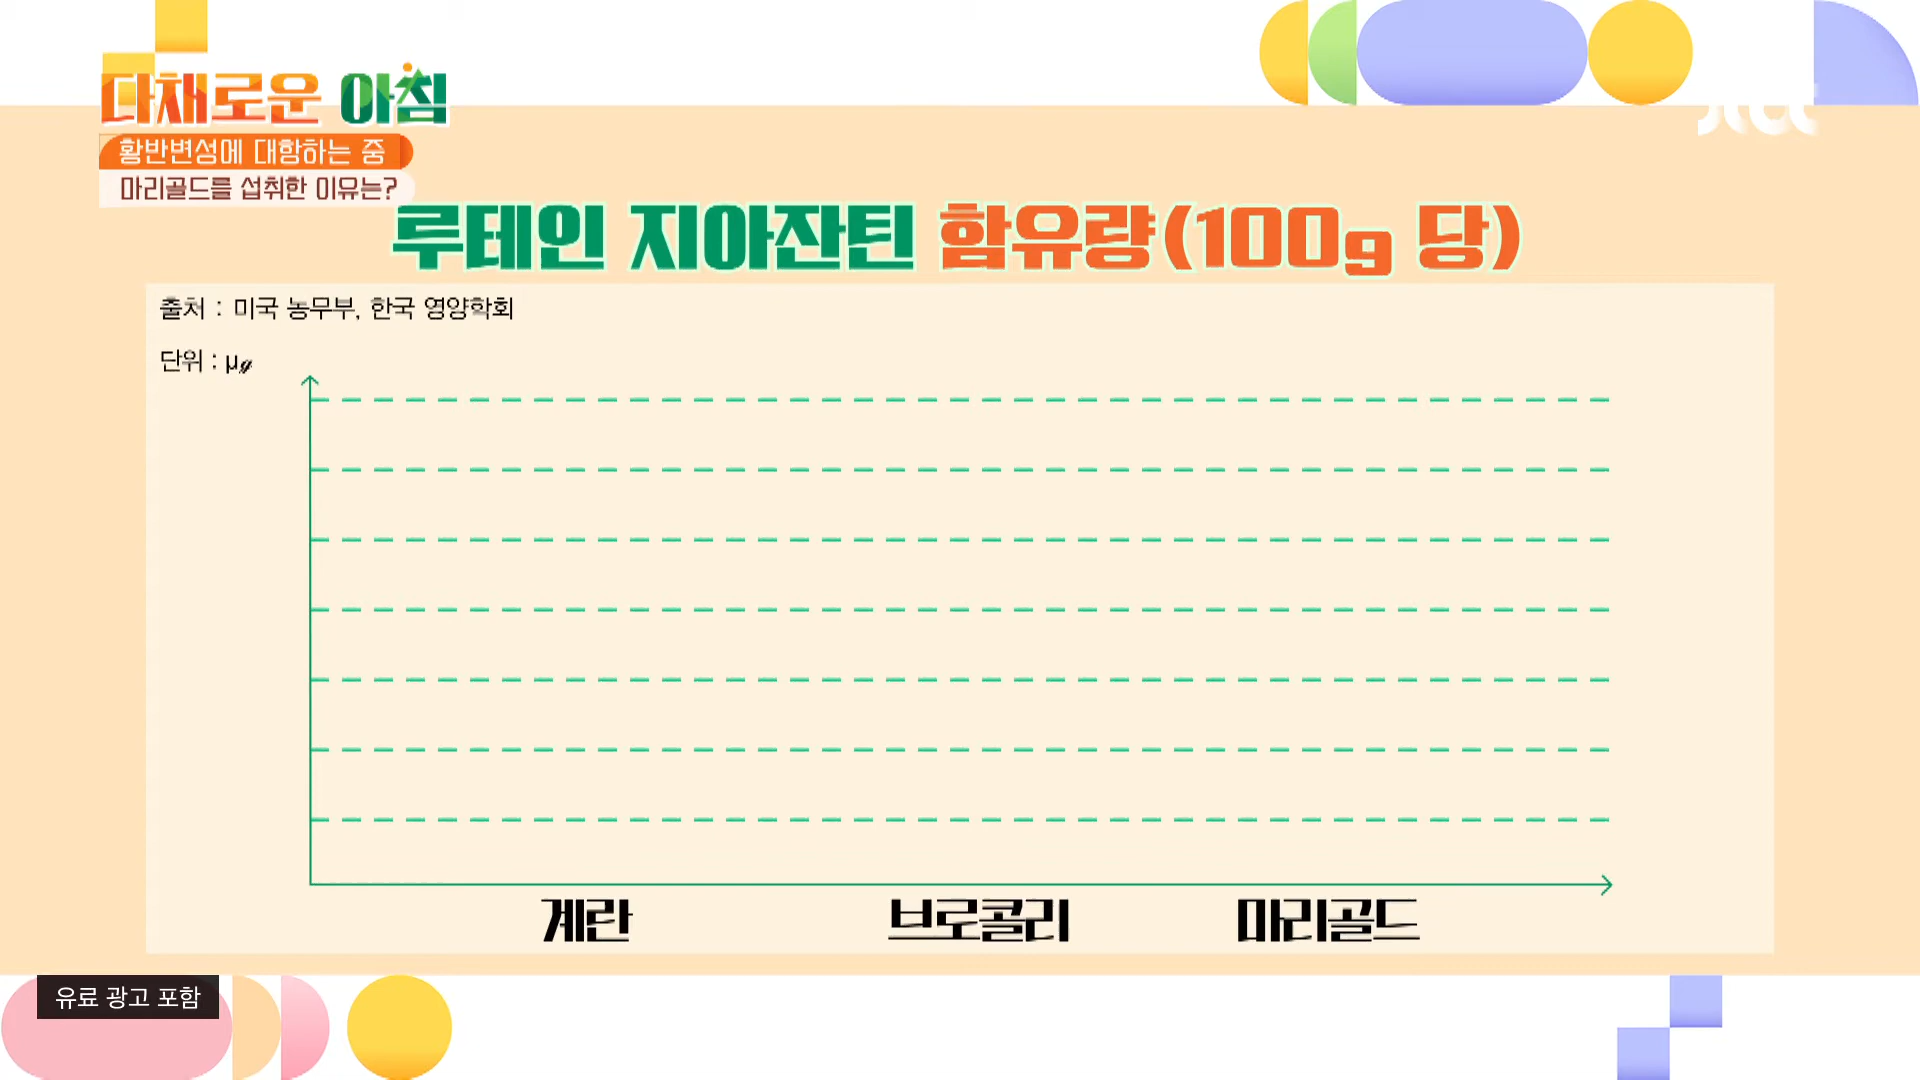 다채로운 아침
황반변성에 대항하는 중
마리골드를 섭취한 이유는?
루테인 지아잔틴 함유량(100g 당)
출처 : 미국 농무부, 한국 영양학회
단위 : μg
계란 브로콜리 마리골드
유료 광고 포함